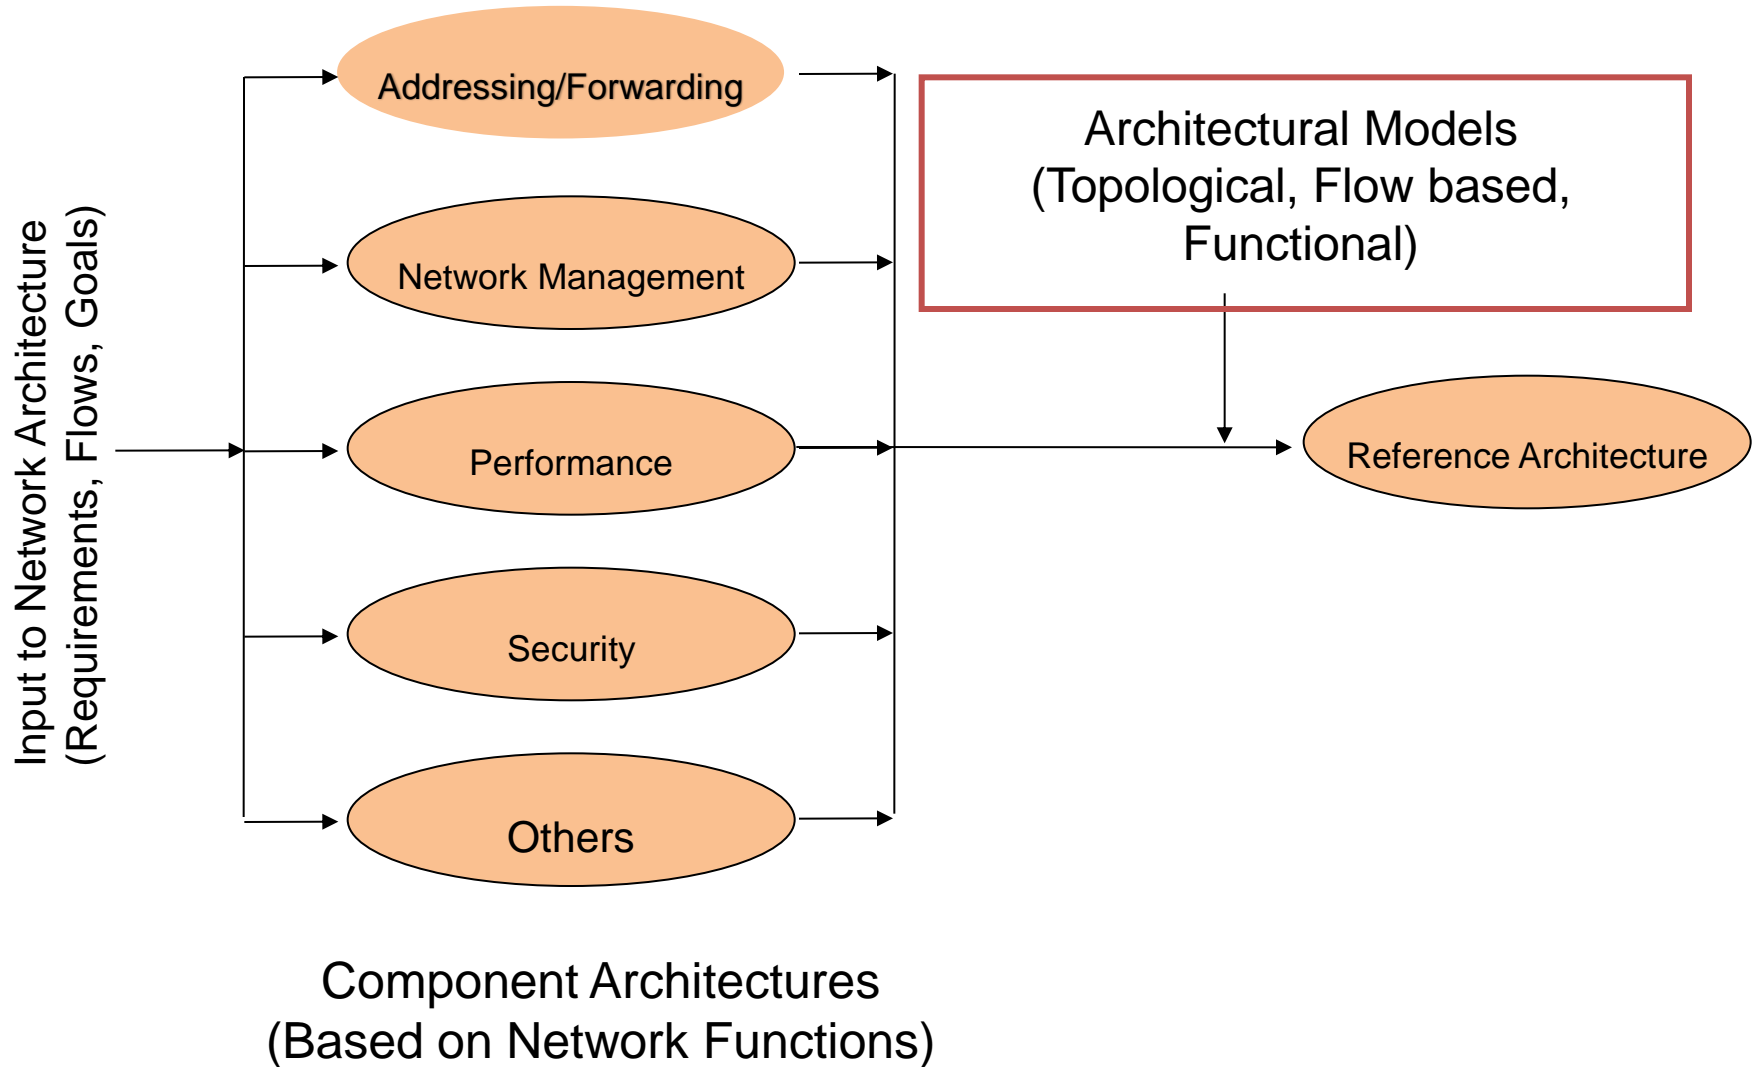 Input to Network Architecture
(Requirements, Flows, Goals)
Addressing/Forwarding
Network Management
Performance
Security
Others
Architectural Models
(Topological, Flow based,
Functional)
Reference Architecture
Component Architectures
(Based on Network Functions)